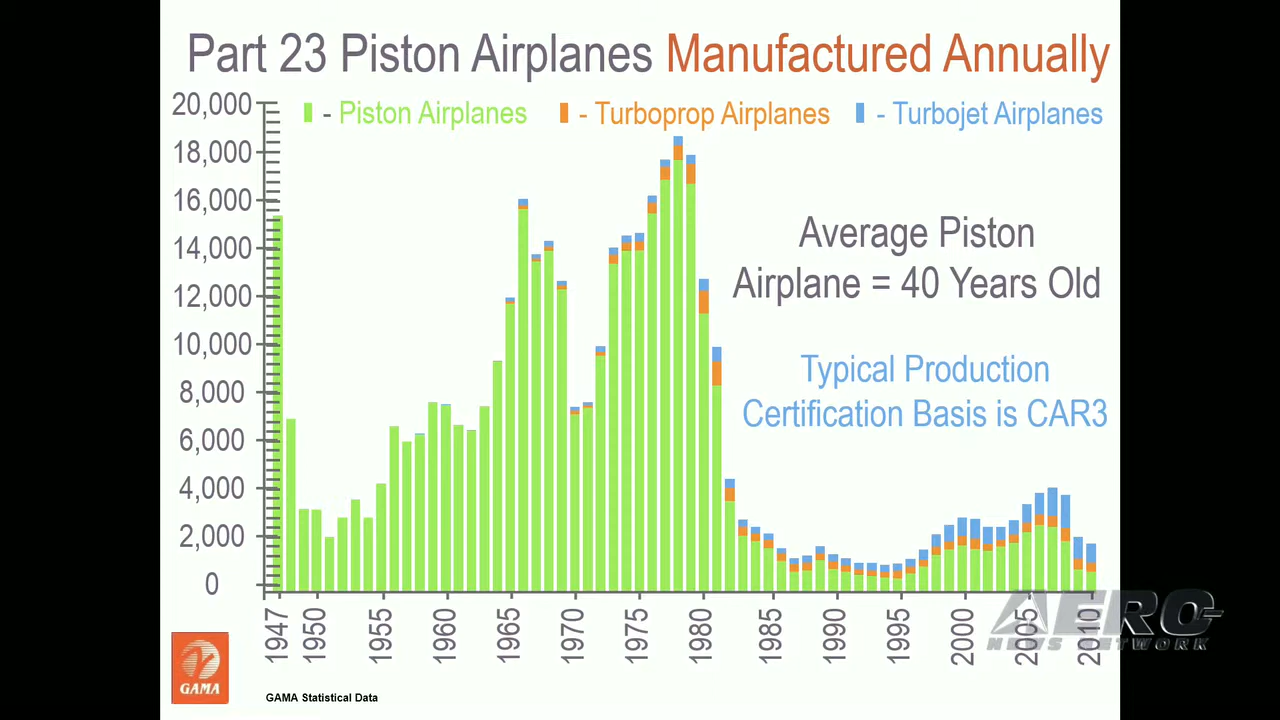 Part 23 Piston Airplanes Manufactured Annually
- Piston Airplanes
- Turboprop Airplanes
- Turbojet Airplanes
20,000
18,000
16,000
14,000
12,000
10,000
8,000
6,000
4,000
2,000
0
Average Piston
Airplane = 40 Years Old
Typical Production
Certification Basis is CAR3
1947
1950
1955
1960
1965
1970
1975
1980
1985
1990
1995
2000
2005
2010
AERO
NEWS NETWORK
GAMA
GAMA Statistical Data